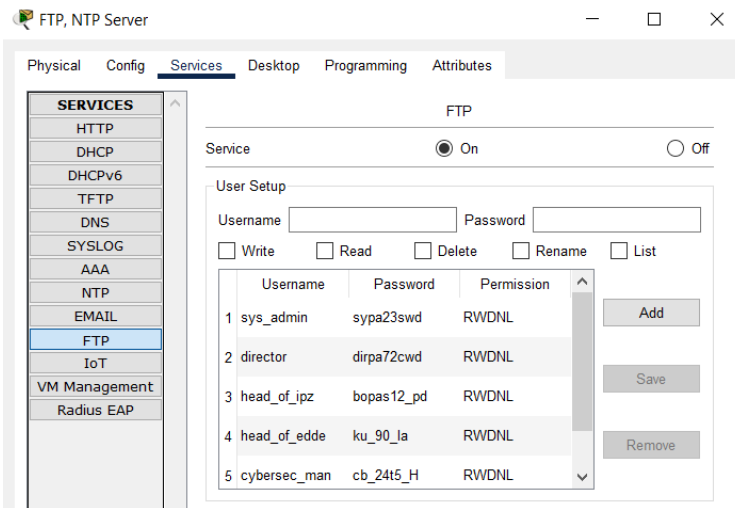 FTP, NTP Server
Physical Config Services Desktop Programming Attributes
SERVICES
HTTP
DHCP
DHCPv6
TFTP
DNS
SYSLOG
AAA
NTP
EMAIL
FTP
IoT
VM Management
Radius EAP
FTP
Service On Off
User Setup
Username Password
Write Read Delete Rename List
Username Password Permission
1 sys_admin sypa23swd RWDNL
2 director dirpa72cwd RWDNL
3 head_of_ipz bopas12_pd RWDNL
4 head_of_edde ku_90_la RWDNL
5 cybersec_man cb_24t5_H RWDNL
Add
Save
Remove